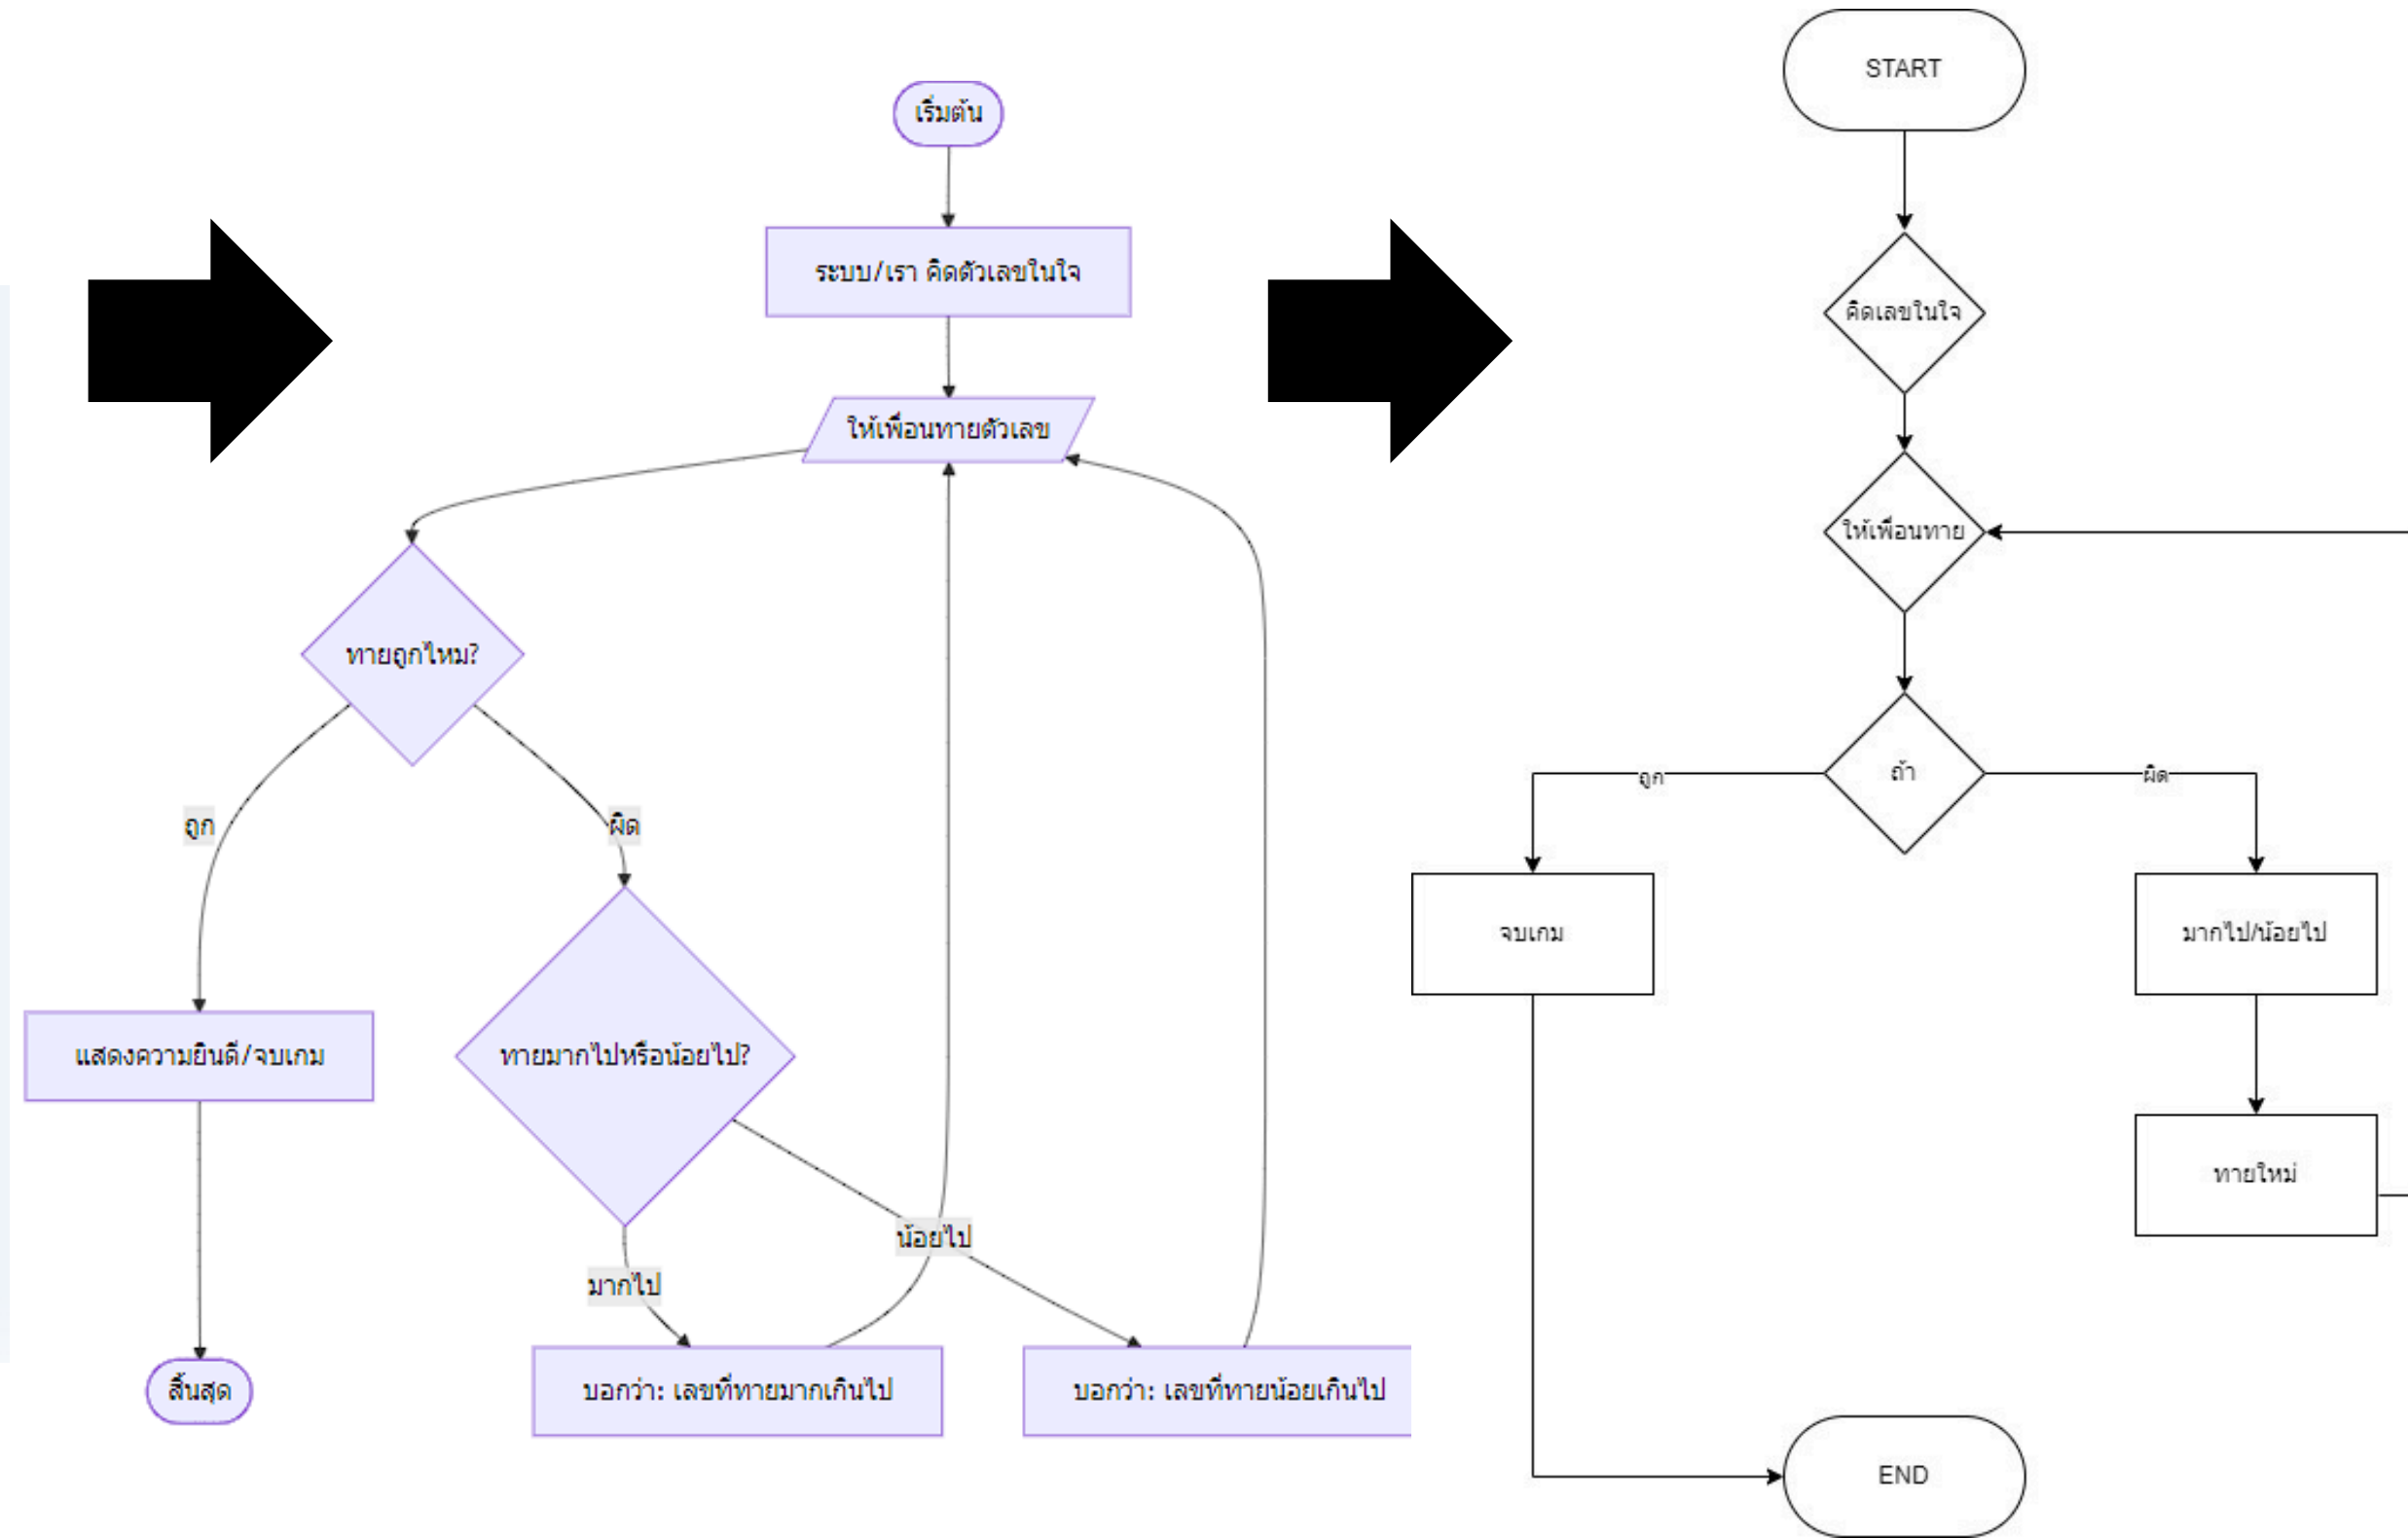 เริ่มต้น
ระบบ/เรา คิดตัวเลขในใจ
ให้เพื่อนทายตัวเลข
ทายถูกไหม?
ถูก
ผิด
แสดงความยินดี/จบเกม
ทายมากไปหรือน้อยไป?
น้อยไป
มากไป
สิ้นสุด
บอกว่า: เลขที่ทายมากเกินไป
บอกว่า: เลขที่ทายน้อยเกินไป
START
คิดเลขในใจ
ให้เพื่อนทาย
ถ้า
ถูก
ผิด
จบเกม
มากไป/น้อยไป
ทายใหม่
END